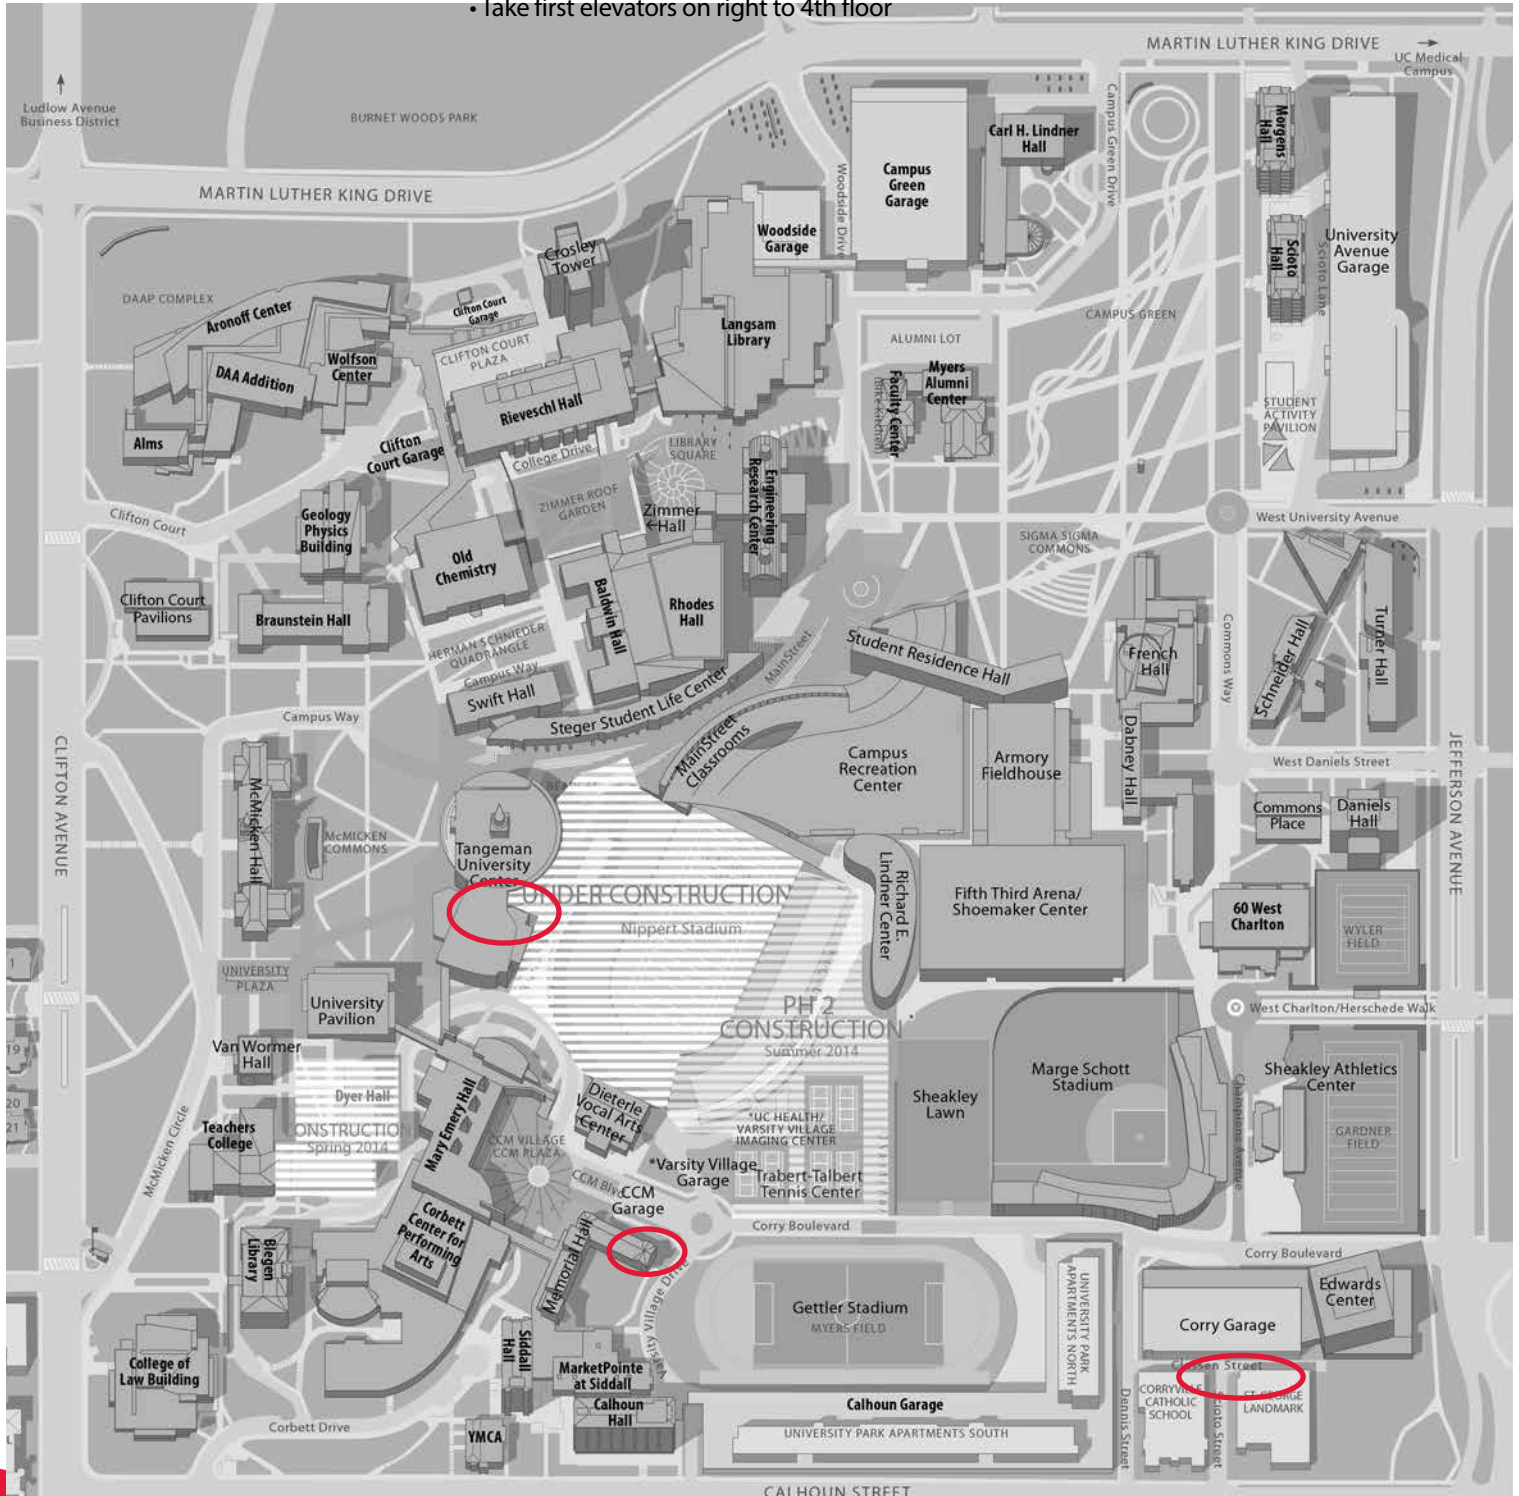 • Take first elevators on right to 4th floor
MARTIN LUTHER KING DRIVE
UC Medical
Campus
Ludlow Avenue
Business District
BURNET WOODS PARK
MARTIN LUTHER KING DRIVE
Woodside Drive
Campus
Green
Garage
Carl H. Lindner
Hall
Campus Green Drive
Morgens
Hall
Scioto
Hall
Scioto Lane
University
Avenue
Garage
Woodside
Garage
Crosley
Tower
DAAP COMPLEX
Aronoff Center
Clifton Court
Garage
CLIFTON COURT
PLAZA
Wolfson
Center
DAA Addition
Alms
Langsam
Library
ALUMNI LOT
CAMPUS GREEN
Faculty Center
Myers
Alumni
Center
STUDENT
ACTIVITY
PAVILION
Rieveschl Hall
Clifton
Court Garage
College Drive
LIBRARY
SQUARE
ZIMMER ROOF
GARDEN
Zimmer
Hall
Engineering
Research Center
Clifton Court
Geology
Physics
Building
Old
Chemistry
SIGMA SIGMA
COMMONS
West University Avenue
Clifton Court
Pavilions
Braunstein Hall
Baldwin Hall
Rhodes
Hall
HERMAN SCHNIEDER
QUADRANGLE
Campus Way
Swift Hall
Steger Student Life Center
MainStreet
Student Residence Hall
French
Hall
Commons Way
Schneider Hall
Turner Hall
Campus Way
MainStreet
Classrooms
Campus
Recreation
Center
Armory
Fieldhouse
Dabney Hall
West Daniels Street
CLIFTON AVENUE
JEFFERSON AVENUE
McMicken Hall
McMICKEN
COMMONS
Tangeman
University
Center
Commons
Place
Daniels
Hall
UNDER CONSTRUCTION
Nippert Stadium
Richard E.
Lindner Center
Fifth Third Arena/
Shoemaker Center
60 West
Charlton
WYLER
FIELD
UNIVERSITY
PLAZA
University
Pavilion
PH 2
CONSTRUCTION
Summer 2014
West Charlton/Herschede Walk
Van Wormer
Hall
19
20
21
Dyer Hall
CONSTRUCTION
Spring 2014
Teachers
College
McMicken Circle
Mary Emery Hall
CCM VILLAGE
CCM PLAZA
Dieterle
Vocal Arts
Center
*UC HEALTH/
VARSITY VILLAGE
IMAGING CENTER
Sheakley
Lawn
Marge Schott
Stadium
Champions Avenue
Sheakley Athletics
Center
GARDNER
FIELD
*Varsity Village
Garage
Trabert-Talbert
Tennis Center
CCM Blvd
CCM
Garage
Corbett
Center for
Performing
Arts
Blegen
Library
Memorial Hall
Corry Boulevard
Varsity Village Drive
Gettler Stadium
MYERS FIELD
UNIVERSITY PARK
APARTMENTS NORTH
Corry Boulevard
Edwards
Center
Corry Garage
Classen Street
CORRYVILLE
CATHOLIC
SCHOOL
Scioto Street
ST. GEORGE
LANDMARK
Dennis Street
College of
Law Building
Siddall
Hall
MarketPointe
at Siddall
Calhoun
Hall
Calhoun Garage
UNIVERSITY PARK APARTMENTS SOUTH
Corbett Drive
YMCA
CALHOUN STREET